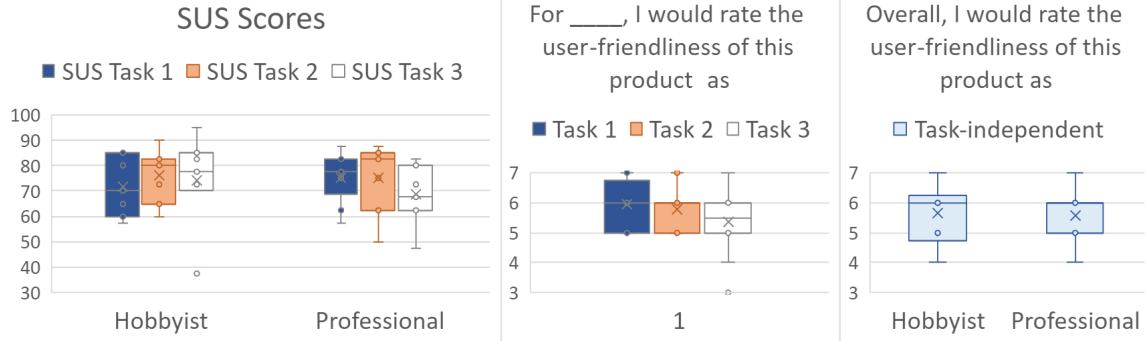 SUS Scores
SUS Task 1 SUS Task 2 SUS Task 3
100
90
80
70
60
50
40
30
Hobbyist Professional
For ____, I would rate the
user-friendliness of this
product as
Task 1 Task 2 Task 3
7
6
5
4
3
1
Overall, I would rate the
user-friendliness of this
product as
Task-independent
7
6
5
4
3
Hobbyist Professional